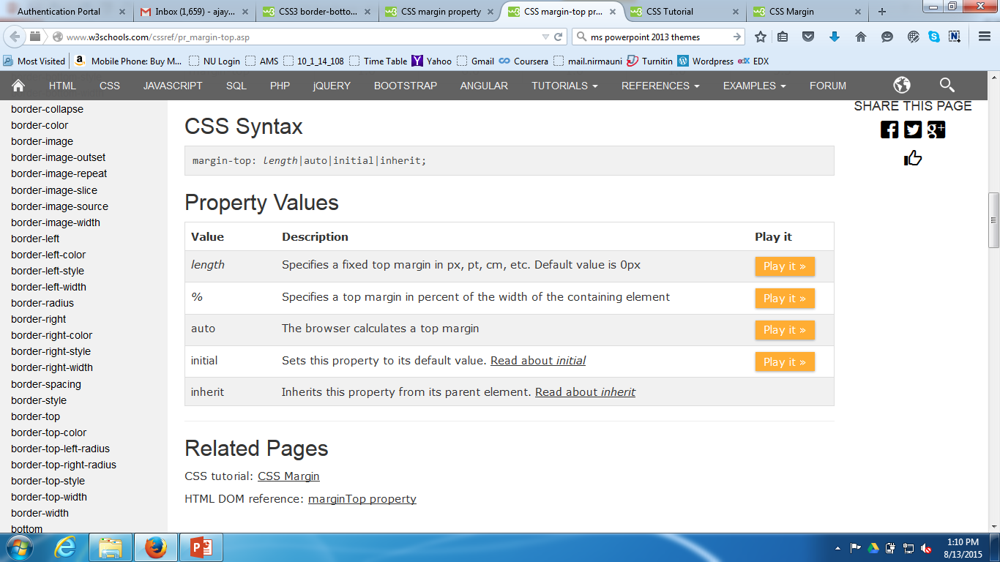 Authentication Portal
Inbox (1,659) - ajay...
CSS3 border-botto...
CSS margin property
CSS margin-top pr...
CSS Tutorial
CSS Margin
www.w3schools.com/cssref/pr_margin-top.asp
ms powerpoint 2013 themes
Most Visited
Mobile Phone: Buy M...
NU Login
AMS
10_1_14_108
Time Table
Yahoo
Gmail
Coursera
mail.nirmauni
Turnitin
Wordpress
EDX
HTML
CSS
JAVASCRIPT
SQL
PHP
jQUERY
BOOTSTRAP
ANGULAR
TUTORIALS
REFERENCES
EXAMPLES
FORUM
border-collapse
border-color
border-image
border-image-outset
border-image-repeat
border-image-slice
border-image-source
border-image-width
border-left
border-left-color
border-left-style
border-left-width
border-radius
border-right
border-right-color
border-right-style
border-right-width
border-spacing
border-style
border-top
border-top-color
border-top-left-radius
border-top-right-radius
border-top-style
border-top-width
border-width
bottom
CSS Syntax
margin-top: length|auto|initial|inherit;
Property Values
Value Description Play it
length Specifies a fixed top margin in px, pt, cm, etc. Default value is 0px Play it »
% Specifies a top margin in percent of the width of the containing element Play it »
auto The browser calculates a top margin Play it »
initial Sets this property to its default value. Read about initial Play it »
inherit Inherits this property from its parent element. Read about inherit
Related Pages
CSS tutorial: CSS Margin
HTML DOM reference: marginTop property
SHARE THIS PAGE
1:10 PM
8/13/2015